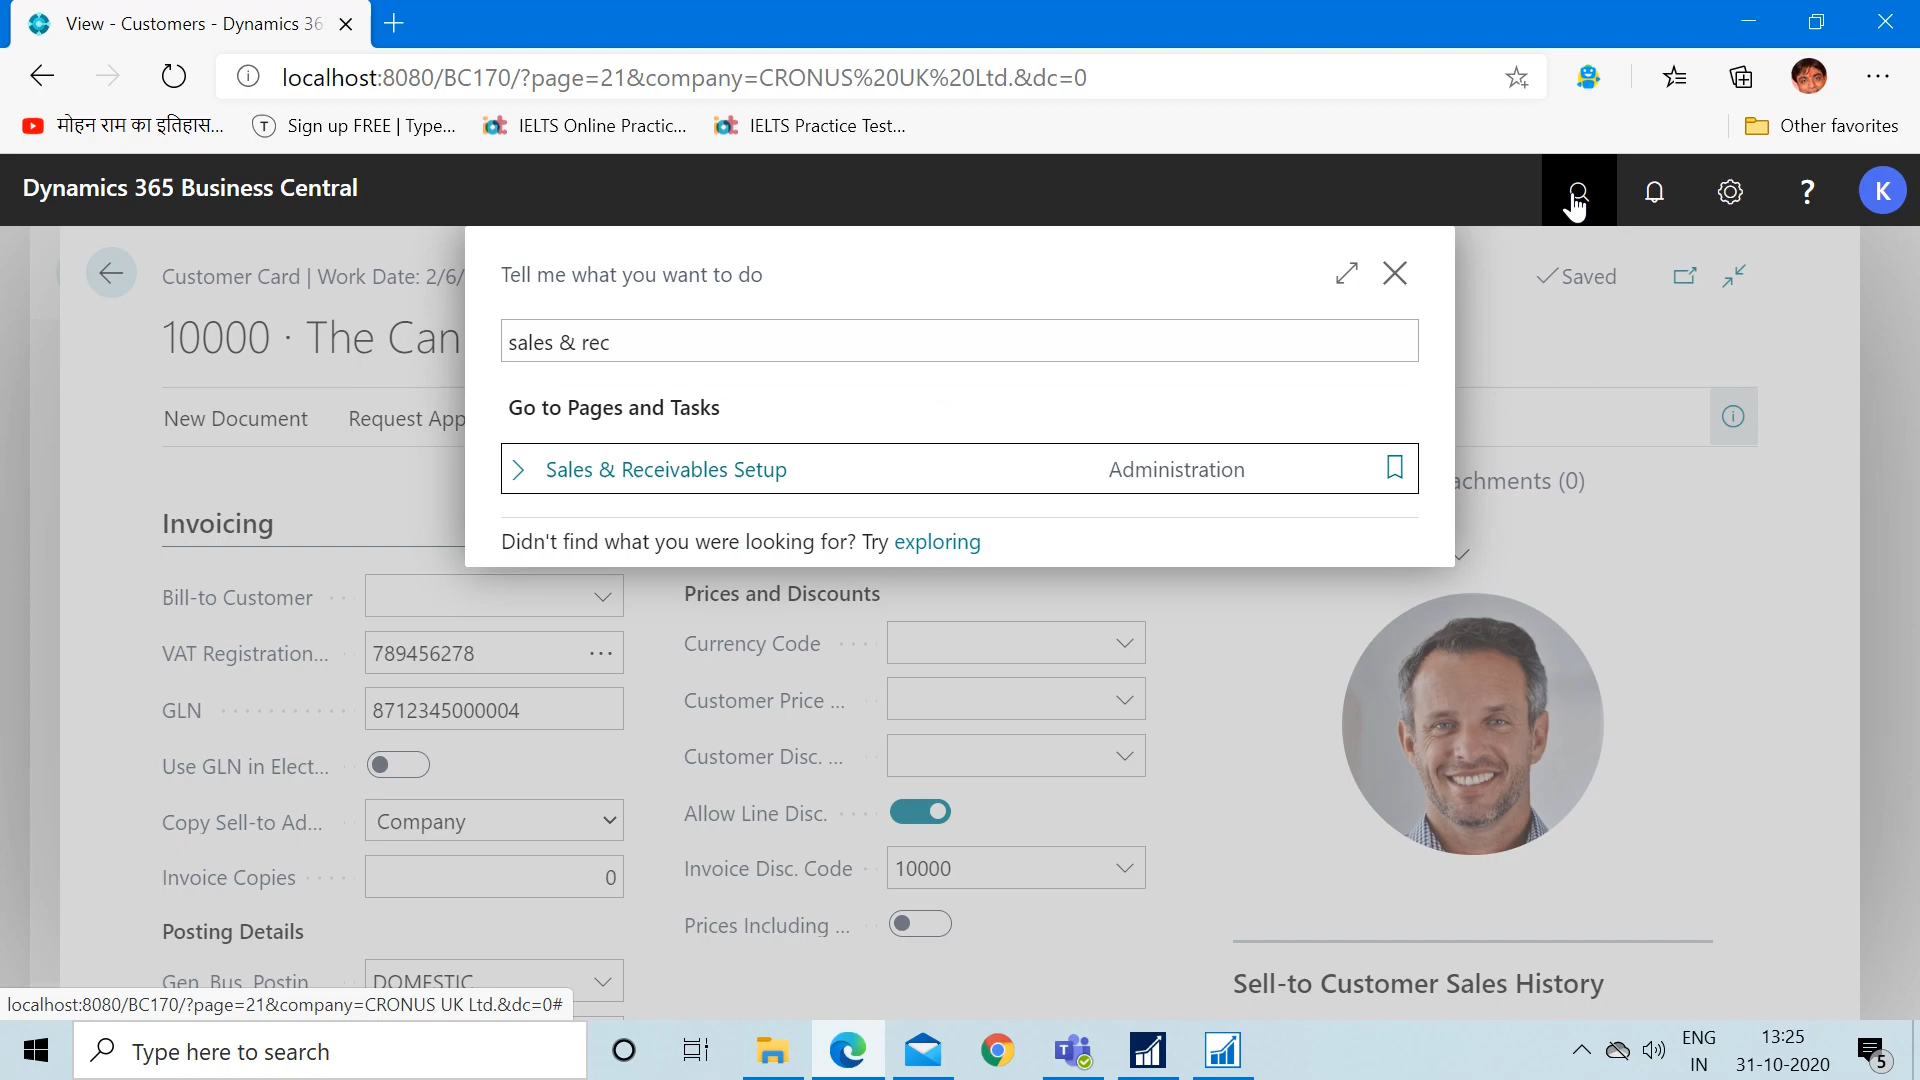 View - Customers - Dynamics 36
localhost:8080/BC170/?page=21&company=CRONUS%20UK%20Ltd.&dc=0
मोहन राम का इतिहास...
Sign up FREE | Type...
IELTS Online Practic...
IELTS Practice Test...
Other favorites
Dynamics 365 Business Central
K
Customer Card | Work Date: 2/6/
Saved
10000 · The Can
New Document
Request App
Tell me what you want to do
sales & rec
Go to Pages and Tasks
Sales & Receivables Setup
Administration
Didn't find what you were looking for? Try exploring
achments (0)
Invoicing
Bill-to Customer
VAT Registration...
789456278
GLN
8712345000004
Use GLN in Elect...
Copy Sell-to Ad...
Company
Invoice Copies
0
Posting Details
Gen. Bus. Postin
DOMESTIC
Prices and Discounts
Currency Code
Customer Price ...
Customer Disc. ...
Allow Line Disc.
Invoice Disc. Code
10000
Prices Including ...
Sell-to Customer Sales History
localhost:8080/BC170/?page=21&company=CRONUS UK Ltd.&dc=0#
Type here to search
ENG
IN
13:25
31-10-2020
5